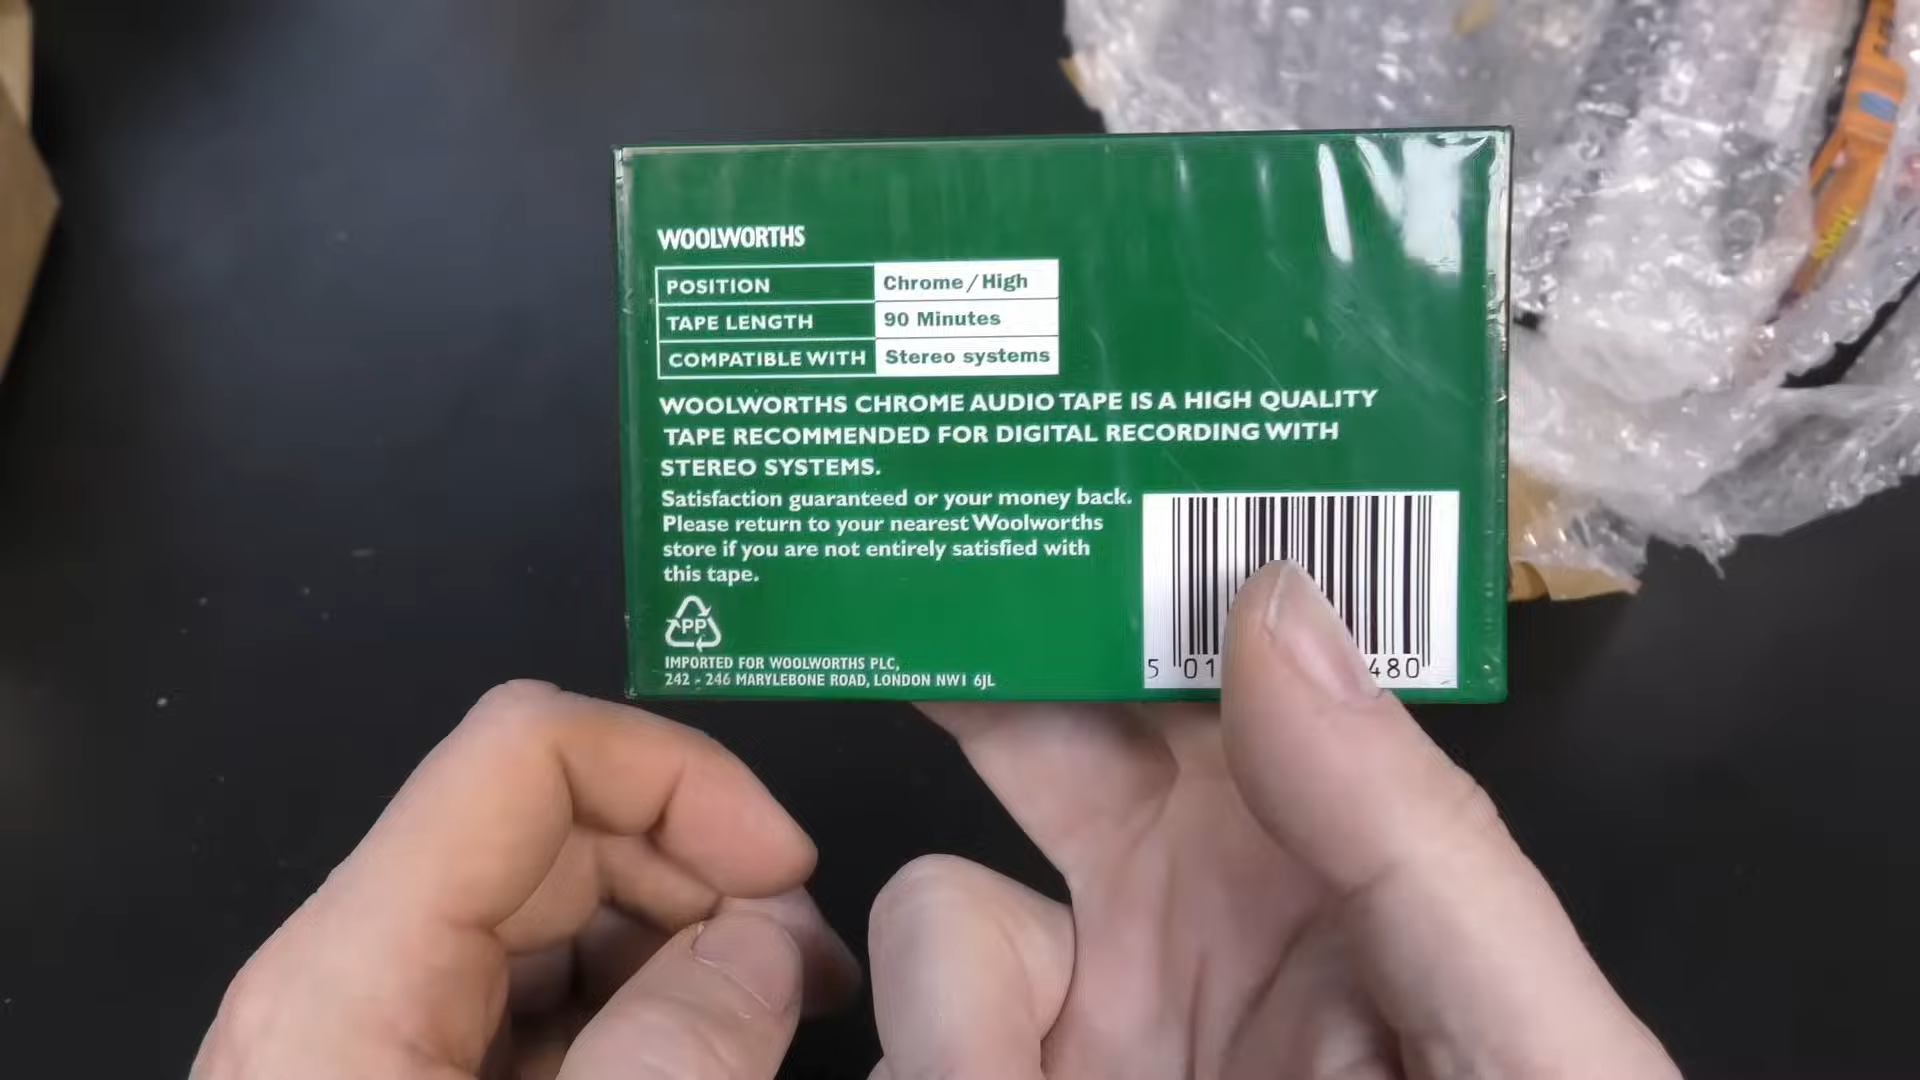 WOOLWORTHS
POSITION Chrome/High
TAPE LENGTH 90 Minutes
COMPATIBLE WITH Stereo systems
WOOLWORTHS CHROME AUDIO TAPE IS A HIGH QUALITY
TAPE RECOMMENDED FOR DIGITAL RECORDING WITH
STEREO SYSTEMS.
Satisfaction guaranteed or your money back.
Please return to your nearest Woolworths
store if you are not entirely satisfied with
this tape.
PP
IMPORTED FOR WOOLWORTHS PLC,
242 - 246 MARYLEBONE ROAD, LONDON NW1 6JL
5 01 480